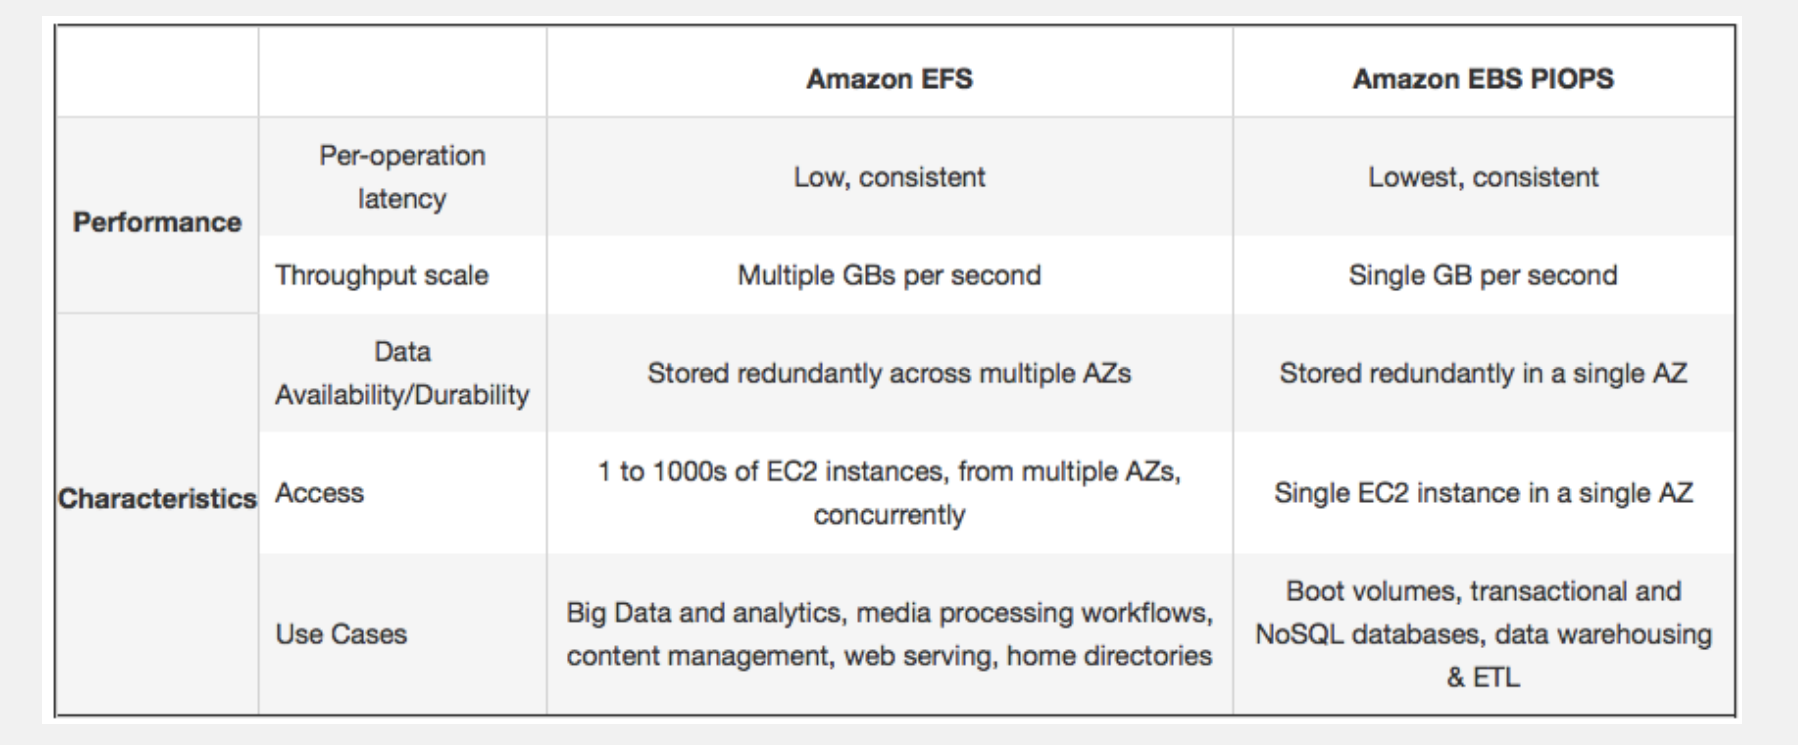 Amazon EFS
Amazon EBS PIOPS
Performance
Per-operation
latency
Low, consistent
Lowest, consistent
Throughput scale
Multiple GBs per second
Single GB per second
Characteristics
Data
Availability/Durability
Stored redundantly across multiple AZs
Stored redundantly in a single AZ
Access
1 to 1000s of EC2 instances, from multiple AZs,
concurrently
Single EC2 instance in a single AZ
Use Cases
Big Data and analytics, media processing workflows,
content management, web serving, home directories
Boot volumes, transactional and
NoSQL databases, data warehousing
& ETL